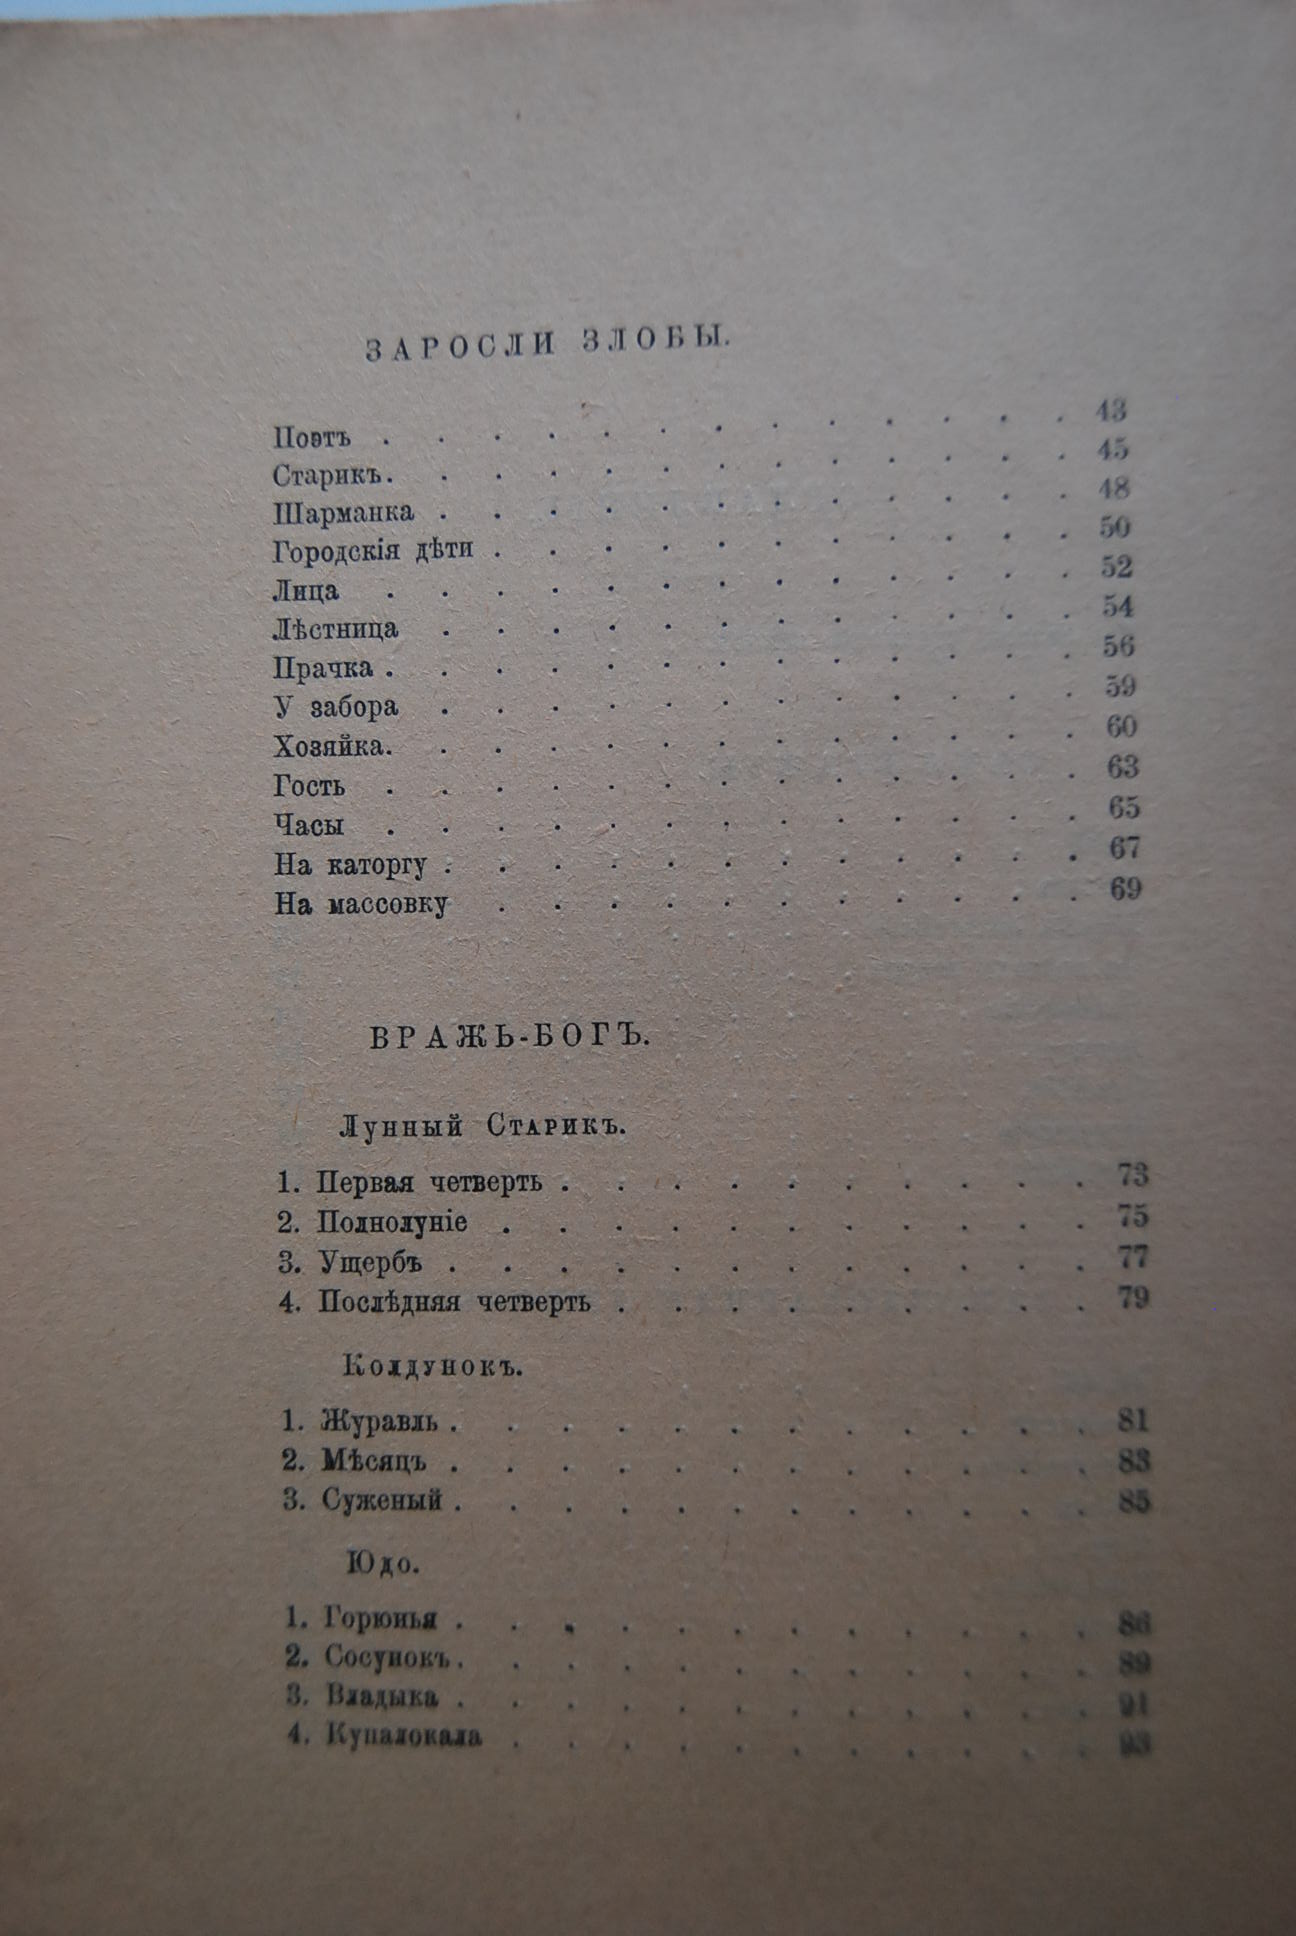 ЗАРОСЛИ ЗЛОБЫ.
Поэтъ . . . . . . . . . . . . . 43
Старикъ. . . . . . . . . . . . . 45
Шарманка . . . . . . . . . . . . 48
Городскія дѣти . . . . . . . . . . . 50
Лица . . . . . . . . . . . . . 52
Лѣстница . . . . . . . . . . . . 54
Прачка . . . . . . . . . . . . . 56
У забора . . . . . . . . . . . . 59
Хозяйка. . . . . . . . . . . . . 60
Гость . . . . . . . . . . . . . 63
Часы . . . . . . . . . . . . . 65
На каторгу . . . . . . . . . . . . 67
На массовку . . . . . . . . . . . 69
ВРАЖЬ-БОГЪ.
Лунный Старикъ.
1. Первая четверть . . . . . . . . . . 73
2. Полнолуніе . . . . . . . . . . . 75
3. Ущербъ . . . . . . . . . . . . 77
4. Послѣдняя четверть . . . . . . . . . 79
Колдунокъ.
1. Журавль . . . . . . . . . . . . 81
2. Мѣсяцъ . . . . . . . . . . . . 83
3. Суженый . . . . . . . . . . . . 85
Юдо.
1. Горюнья . . . . . . . . . . . . 86
2. Сосунокъ. . . . . . . . . . . . 89
3. Владыка . . . . . . . . . . . . 91
4. Купалокала . . . . . . . . . . . 93